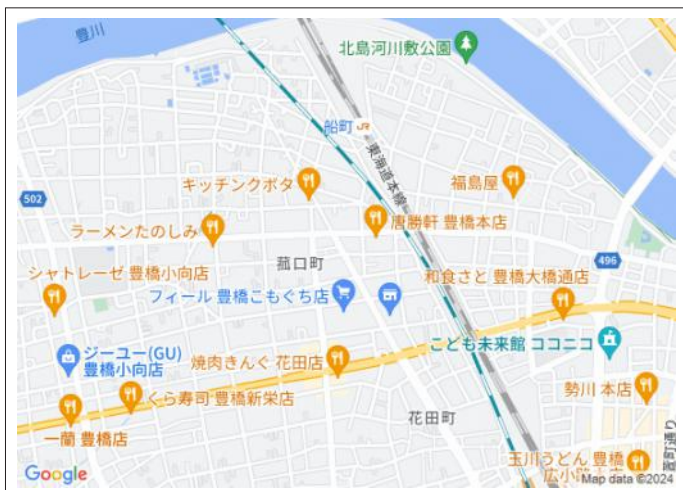 豊川
北島河川敷公園
船町
東海道本線
キッチンクボタ
福島屋
502
ラーメンたのしみ
唐勝軒 豊橋本店
菰口町
496
シャトレーゼ 豊橋小向店
フィール 豊橋こもぐち店
和食さと 豊橋大橋通店
こども未来館 ココニコ
ジーユー(GU)
豊橋小向店
焼肉きんぐ 花田店
勢川 本店
くら寿司 豊橋新栄店
花田町
一蘭 豊橋店
玉川うどん 豊橋
Google
Map data ©2024